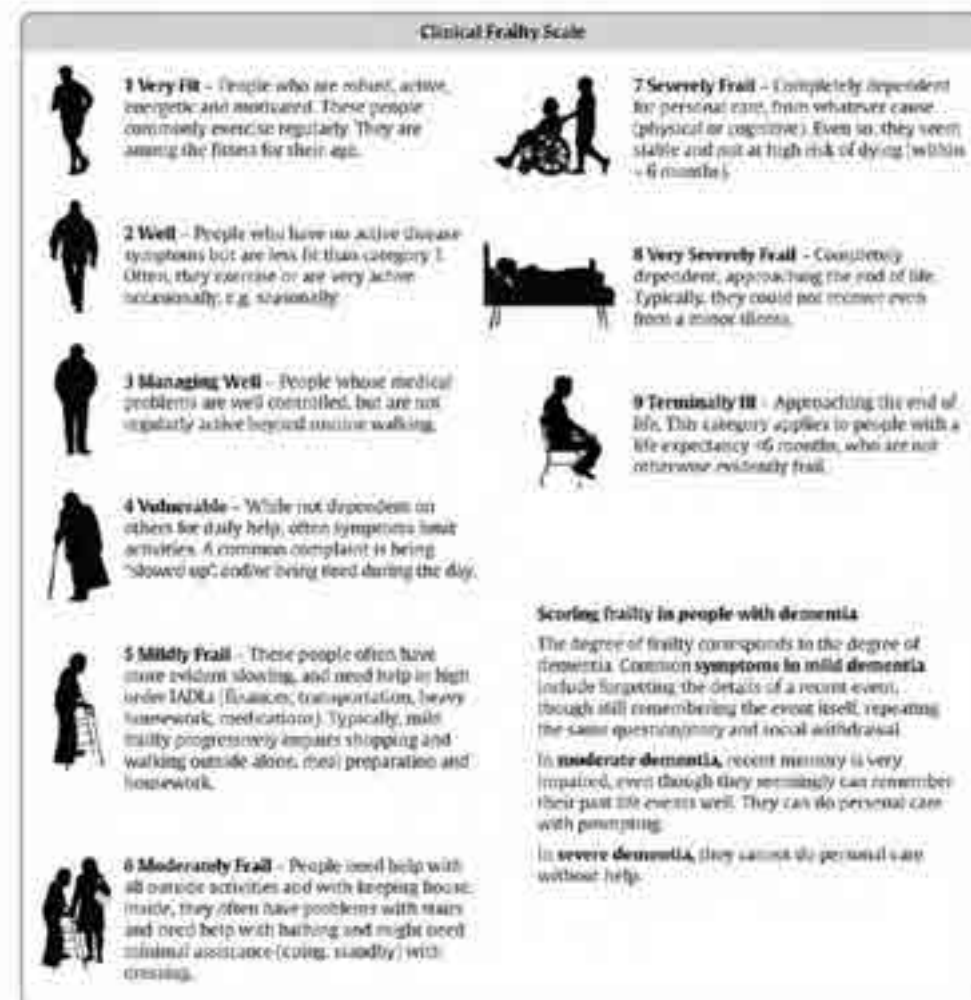 Clinical Frailty Scale
1 Very Fit – People who are robust, active,
energetic and motivated. These people
commonly exercise regularly. They are
among the fittest for their age.
2 Well – People who have no active disease
symptoms but are less fit than category 1.
Often, they exercise or are very active
occasionally, e.g. seasonally.
3 Managing Well – People whose medical
problems are well controlled, but are not
regularly active beyond routine walking.
4 Vulnerable – While not dependent on
others for daily help, often symptoms limit
activities. A common complaint is being
"slowed up", and/or being tired during the day.
5 Mildly Frail – These people often have
more evident slowing, and need help in high
order IADLs (finances, transportation, heavy
housework, medications). Typically, mild
frailty progressively impairs shopping and
walking outside alone, meal preparation and
housework.
6 Moderately Frail – People need help with
all outside activities and with keeping house.
Inside, they often have problems with stairs
and need help with bathing and might need
minimal assistance (cuing, standby) with
dressing.
7 Severely Frail – Completely dependent
for personal care, from whatever cause
(physical or cognitive). Even so, they seem
stable and not at high risk of dying (within
~ 6 months).
8 Very Severely Frail – Completely
dependent, approaching the end of life.
Typically, they could not recover even
from a minor illness.
9 Terminally Ill – Approaching the end of
life. This category applies to people with a
life expectancy <6 months, who are not
otherwise evidently frail.
Scoring frailty in people with dementia
The degree of frailty corresponds to the degree of
dementia. Common symptoms in mild dementia
include forgetting the details of a recent event,
though still remembering the event itself, repeating
the same question/story and social withdrawal.
In moderate dementia, recent memory is very
impaired, even though they seemingly can remember
their past life events well. They can do personal care
with prompting.
In severe dementia, they cannot do personal care
without help.